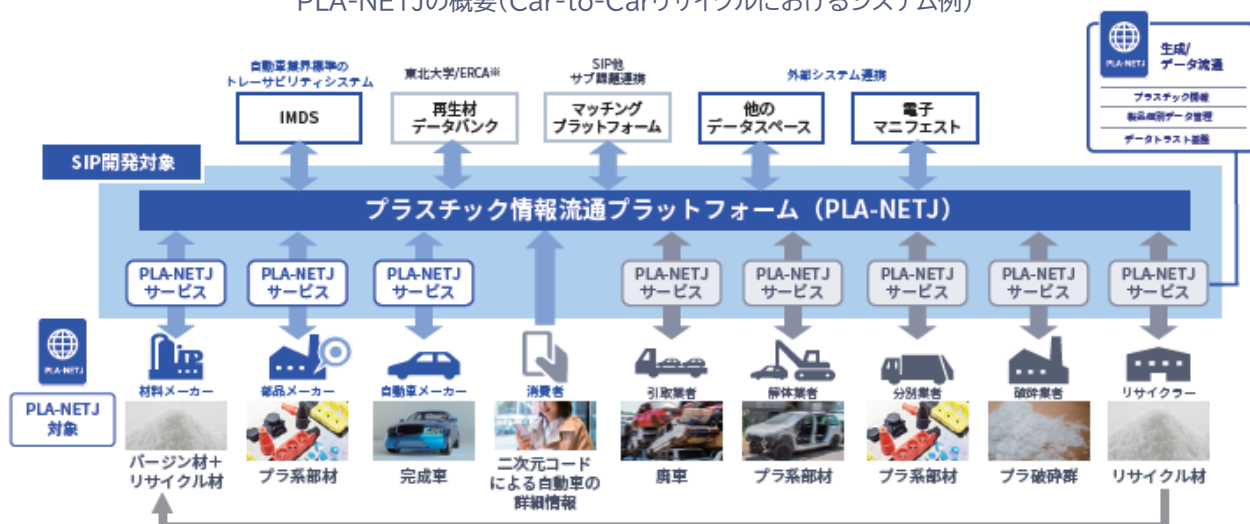 PLA-NETJの概要(Car-to-Carリサイクルにおけるシステム例)
自動車業界標準の
トレーサビリティシステム
IMDS
東北大学/ERCA※
再生材
データバンク
SIP他
サブ課題連携
マッチング
プラットフォーム
外部システム連携
他の
データスペース
電子
マニフェスト
PLA-NETJ
生成/
データ流通
プラスチック情報
製品個別データ管理
データトラスト基盤
SIP開発対象
プラスチック情報流通プラットフォーム（PLA-NETJ）
PLA-NETJ
サービス
PLA-NETJ
サービス
PLA-NETJ
サービス
PLA-NETJ
サービス
PLA-NETJ
サービス
PLA-NETJ
サービス
PLA-NETJ
サービス
PLA-NETJ
サービス
PLA-NETJ
PLA-NETJ
対象
材料メーカー
部品メーカー
自動車メーカー
消費者
引取業者
解体業者
分別業者
破砕業者
リサイクラー
バージン材＋
リサイクル材
プラ系部材
完成車
二次元コード
による自動車の
詳細情報
廃車
プラ系部材
プラ系部材
プラ破砕群
リサイクル材